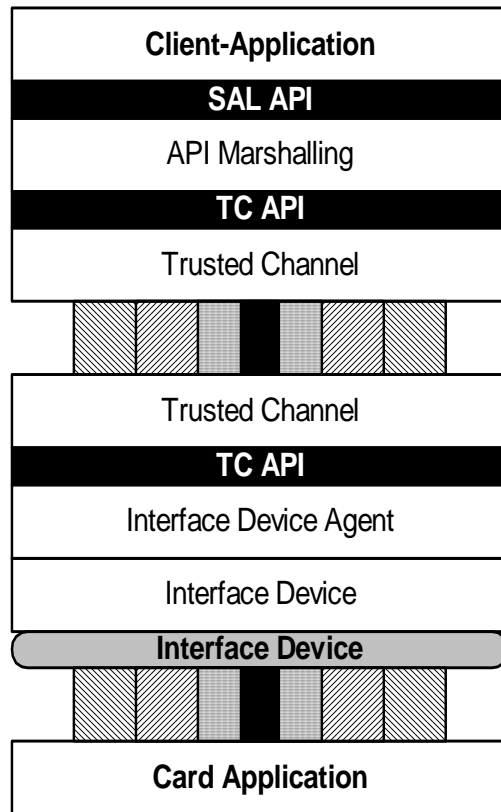 Client-Application
SAL API
API Marshalling
TC API
Trusted Channel
Trusted Channel
TC API
Interface Device Agent
Interface Device
Interface Device
Card Application